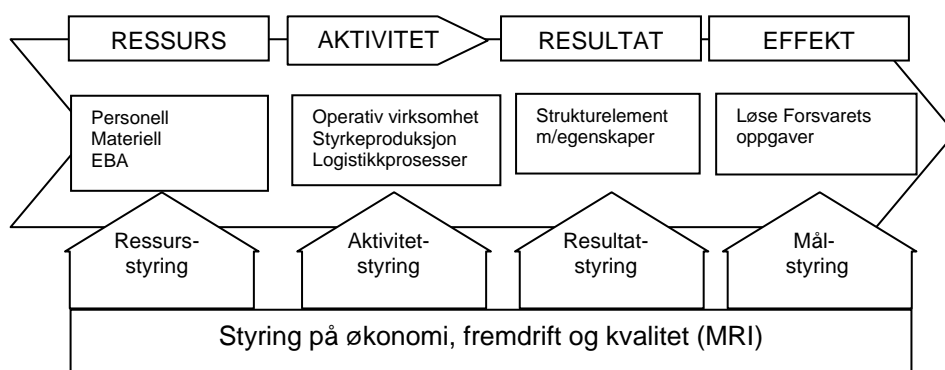 RESSURS
AKTIVITET
RESULTAT
EFFEKT
Personell
Materiell
EBA
Operativ virksomhet
Styrkeproduksjon
Logistikkprosesser
Strukturelement
m/egenskaper
Løse Forsvarets
oppgaver
Ressurs-
styring
Aktivitet-
styring
Resultat-
styring
Mål-
styring
Styring på økonomi, fremdrift og kvalitet (MRI)